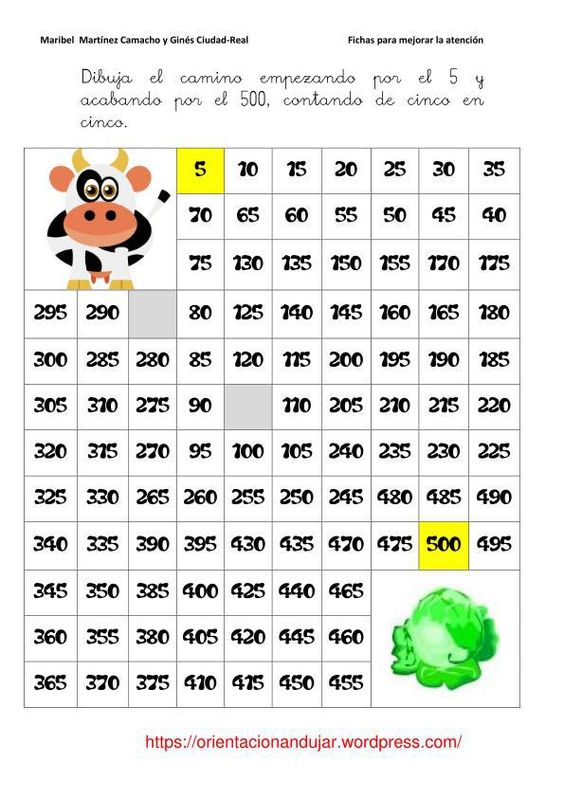 Maribel Martínez Camacho y Ginés Ciudad-Real Fichas para mejorar la atención
Dibuja el camino empezando por el 5 y
acabando por el 500, contando de cinco en
cinco.
5 10 15 20 25 30 35
70 65 60 55 50 45 40
75 130 135 150 155 170 175
295 290 80 125 140 145 160 165 180
300 285 280 85 120 115 200 195 190 185
305 310 275 90 110 205 210 215 220
320 315 270 95 100 105 240 235 230 225
325 330 265 260 255 250 245 480 485 490
340 335 390 395 430 435 470 475 500 495
345 350 385 400 425 440 465
360 355 380 405 420 445 460
365 370 375 410 415 450 455
https://orientacionandujar.wordpress.com/